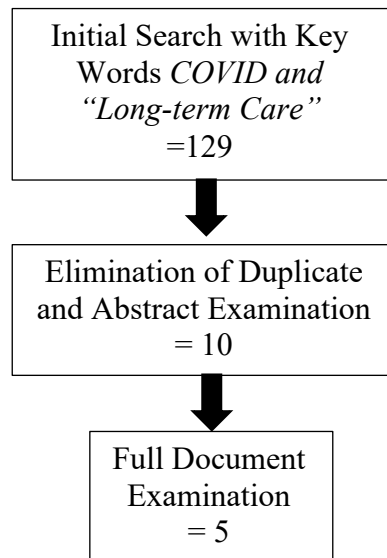 Initial Search with Key
Words COVID and
“Long-term Care”
=129
Elimination of Duplicate
and Abstract Examination
= 10
Full Document
Examination
= 5